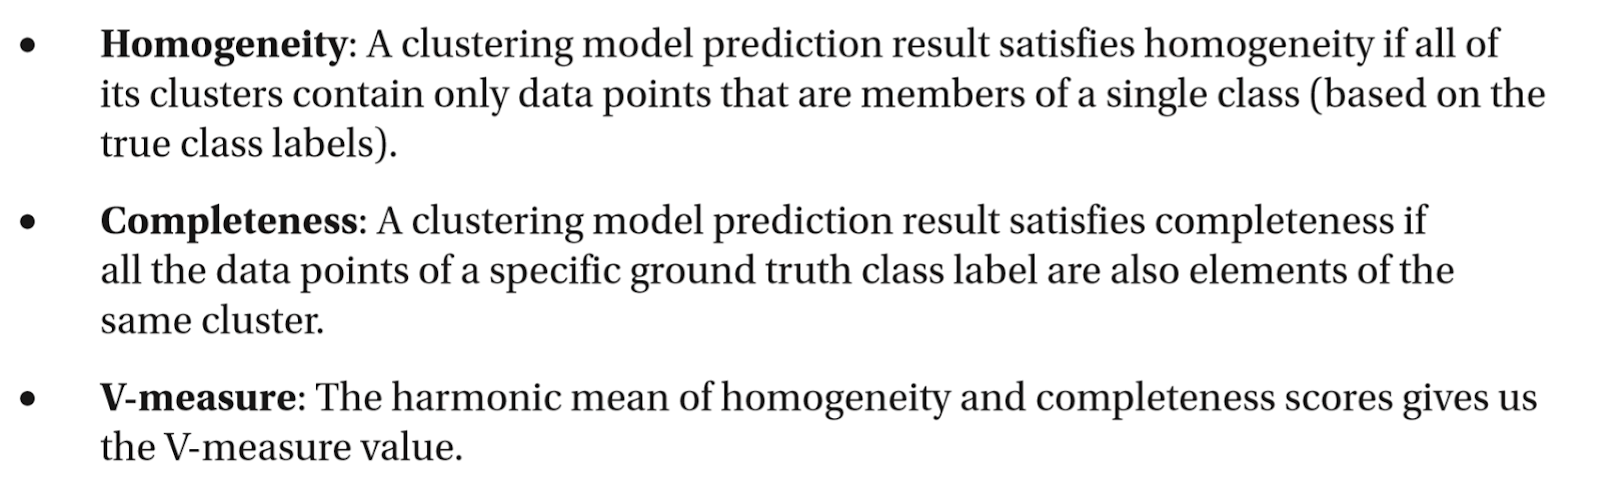 • Homogeneity: A clustering model prediction result satisfies homogeneity if all of
its clusters contain only data points that are members of a single class (based on the
true class labels).
• Completeness: A clustering model prediction result satisfies completeness if
all the data points of a specific ground truth class label are also elements of the
same cluster.
• V-measure: The harmonic mean of homogeneity and completeness scores gives us
the V-measure value.